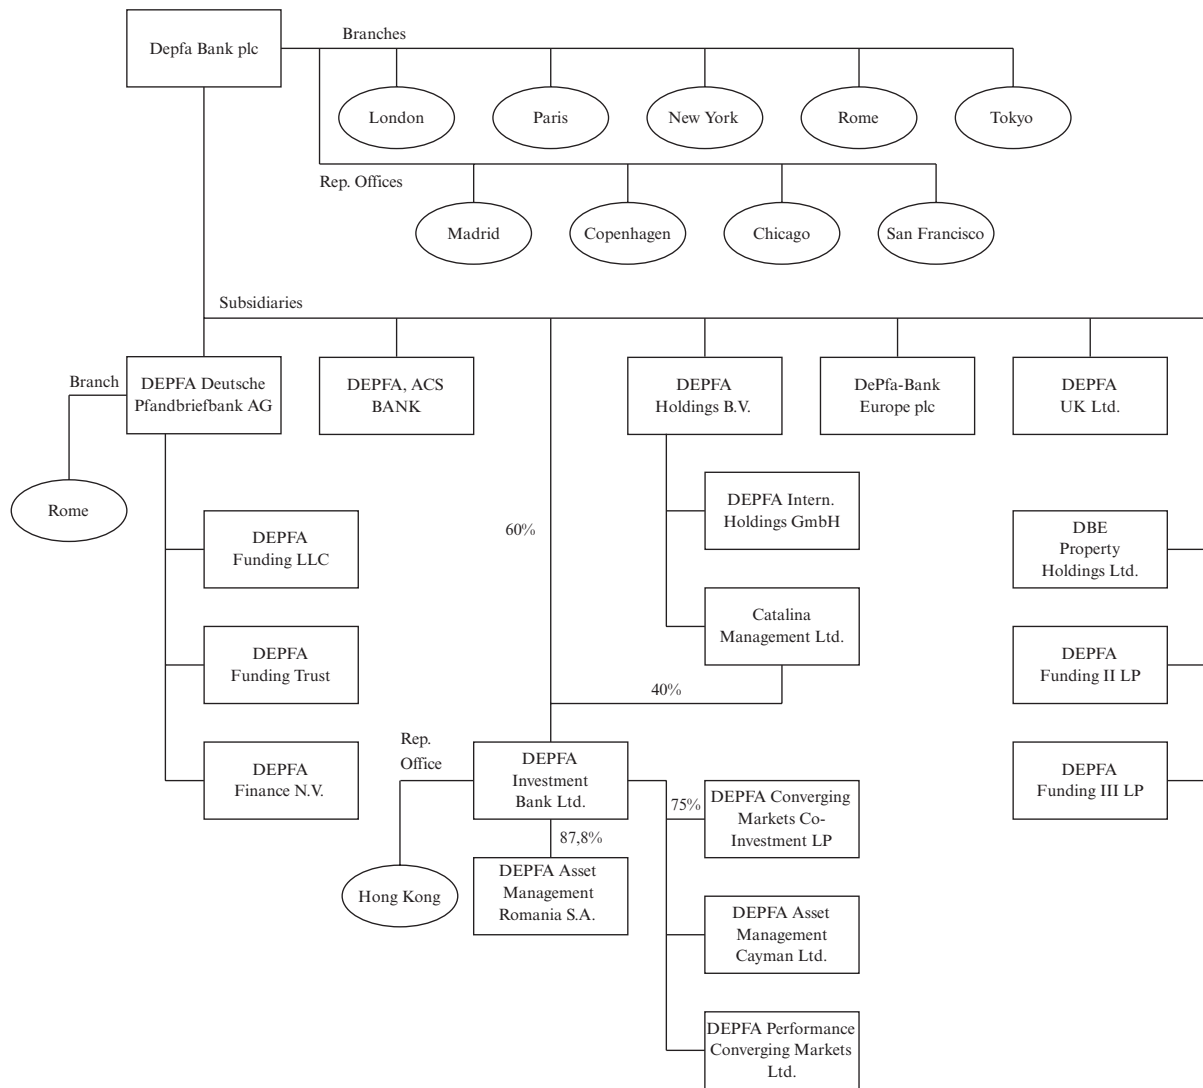 Depfa Bank plc
Branches
London
Paris
New York
Rome
Tokyo
Rep. Offices
Madrid
Copenhagen
Chicago
San Francisco
Subsidiaries
Branch
DEPFA Deutsche
Pfandbriefbank AG
DEPFA, ACS
BANK
DEPFA
Holdings B.V.
DePfa-Bank
Europe plc
DEPFA
UK Ltd.
Rome
DEPFA
Funding LLC
60%
DEPFA Intern.
Holdings GmbH
DBE
Property
Holdings Ltd.
DEPFA
Funding Trust
Catalina
Management Ltd.
DEPFA
Funding II LP
40%
DEPFA
Finance N.V.
Rep.
Office
DEPFA
Investment
Bank Ltd.
75%
DEPFA Converging
Markets Co-
Investment LP
DEPFA
Funding III LP
87,8%
Hong Kong
DEPFA Asset
Management
Romania S.A.
DEPFA Asset
Management
Cayman Ltd.
DEPFA Performance
Converging Markets
Ltd.